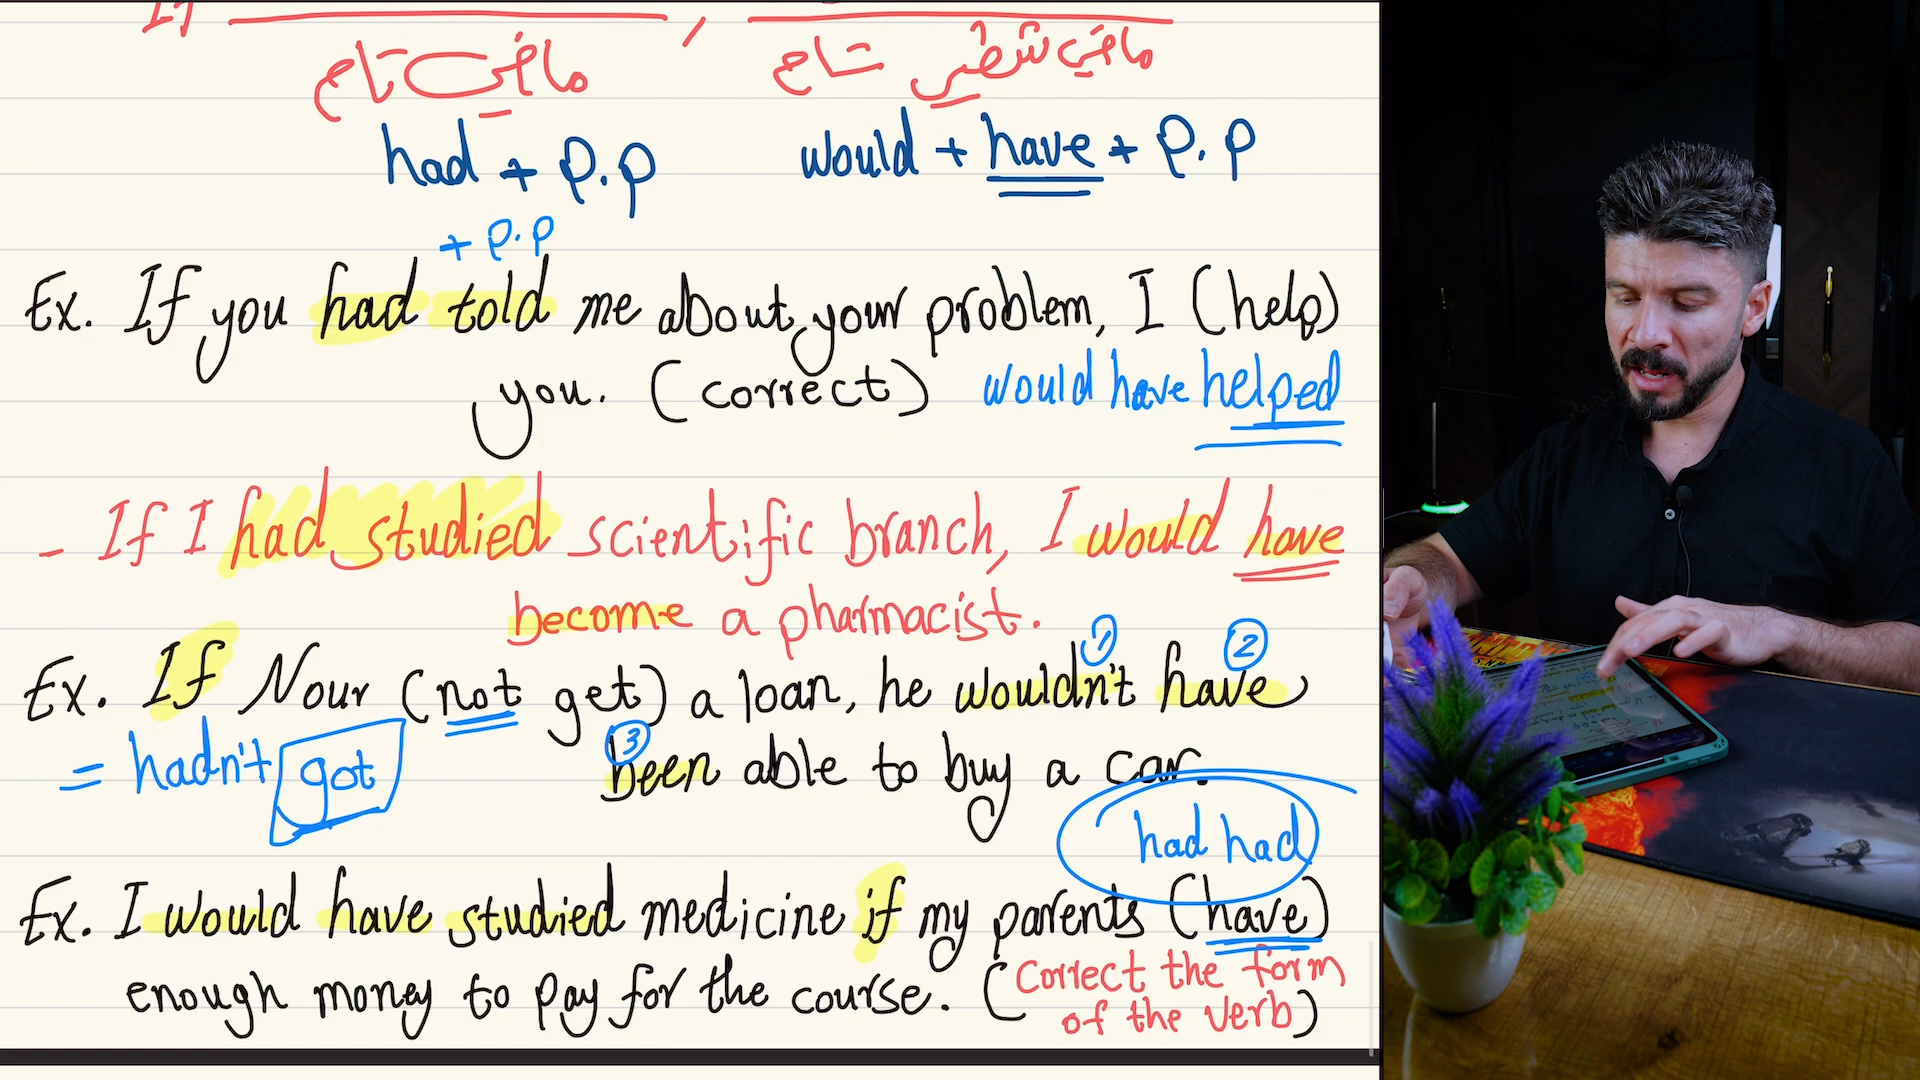 If ,
ماضي تام ماضي شرطي تام
had + p.p would + have + p.p
+ p.p
Ex. If you had told me about your problem, I (help)
you. (correct) would have helped
- If I had studied scientific branch, I would have
become a pharmacist.
1 2
Ex. If Nour (not get) a loan, he wouldn't have
3
= hadn't got been able to buy a car.
had had
Ex. I would have studied medicine if my parents (have)
enough money to pay for the course. (Correct the form
of the verb)